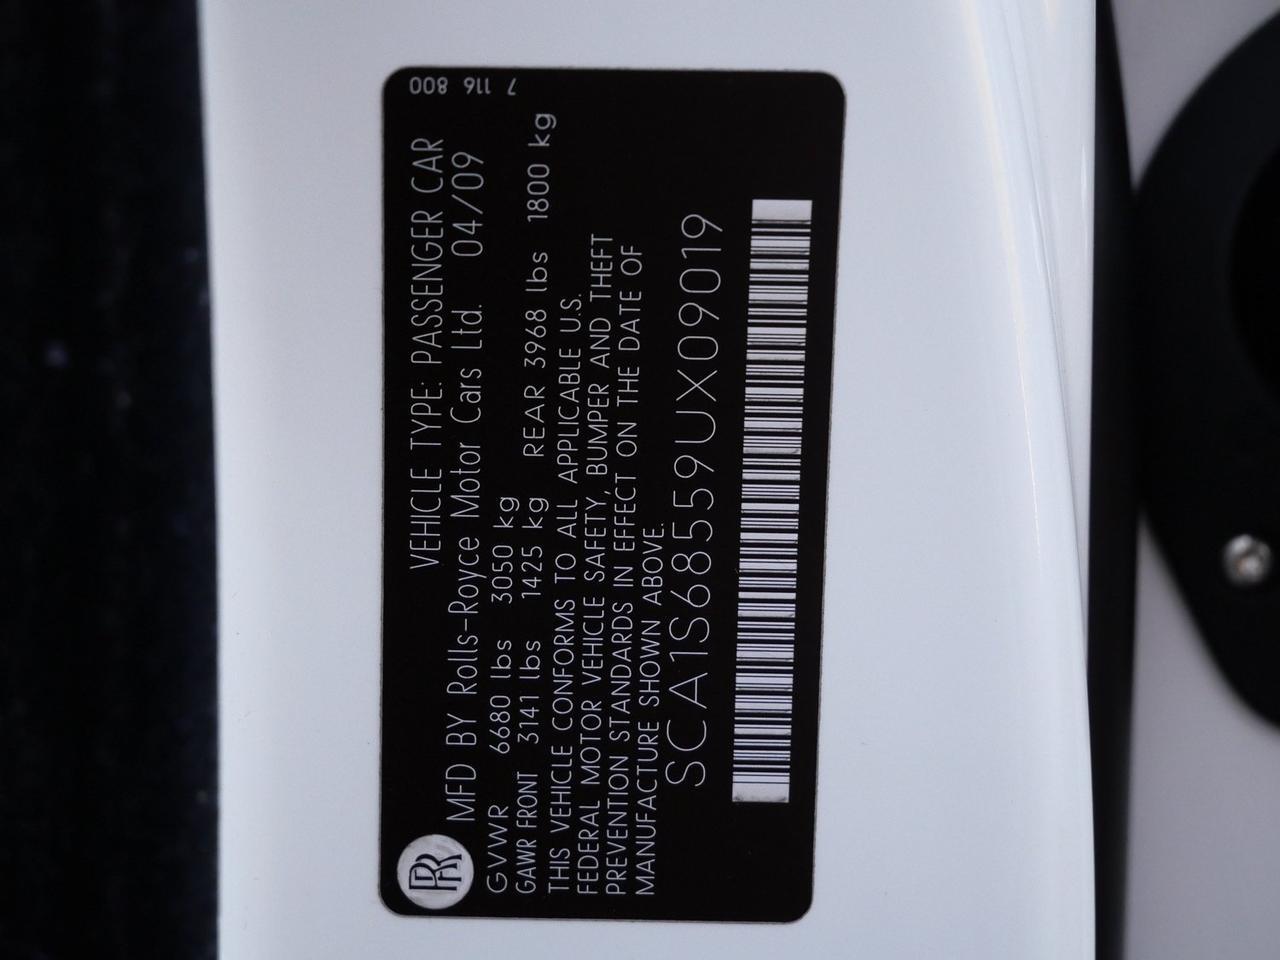 7 116 800
VEHICLE TYPE: PASSENGER CAR
MFD BY Rolls-Royce Motor Cars Ltd. 04/09
GVWR 6680 lbs 3050 kg
GAWR FRONT 3141 lbs 1425 kg REAR 3968 lbs 1800 kg
THIS VEHICLE CONFORMS TO ALL APPLICABLE U.S.
FEDERAL MOTOR VEHICLE SAFETY, BUMPER AND THEFT
PREVENTION STANDARDS IN EFFECT ON THE DATE OF
MANUFACTURE SHOWN ABOVE.
SCA1S68559UX09019
RR